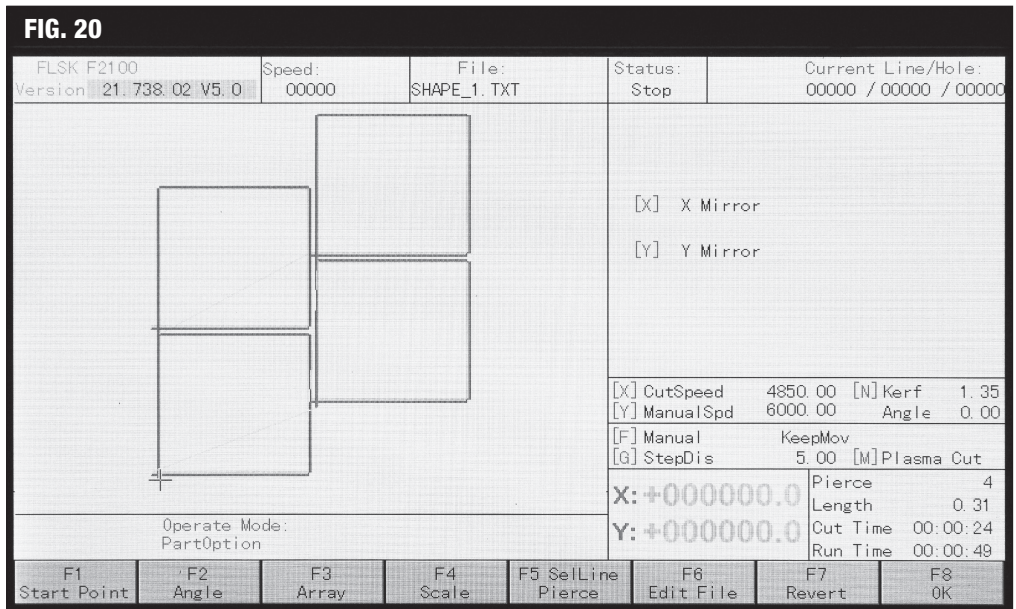 FIG. 20
FLSK F2100
Version 21.738.02 V5.0
Speed:
00000
File:
SHAPE_1.TXT
Status:
Stop
Current Line/Hole:
00000 /00000 /00000
[X] X Mirror
[Y] Y Mirror
[X] CutSpeed 4850.00 [N] Kerf 1.35
[Y] ManualSpd 6000.00 Angle 0.00
[F] Manual KeepMov
[G] StepDis 5.00 [M] Plasma Cut
X: +000000.0
Y: +000000.0
Pierce 4
Length 0.31
Cut Time 00:00:24
Run Time 00:00:49
Operate Mode:
PartOption
F1
Start Point
F2
Angle
F3
Array
F4
Scale
F5 SelLine
Pierce
F6
Edit File
F7
Revert
F8
OK